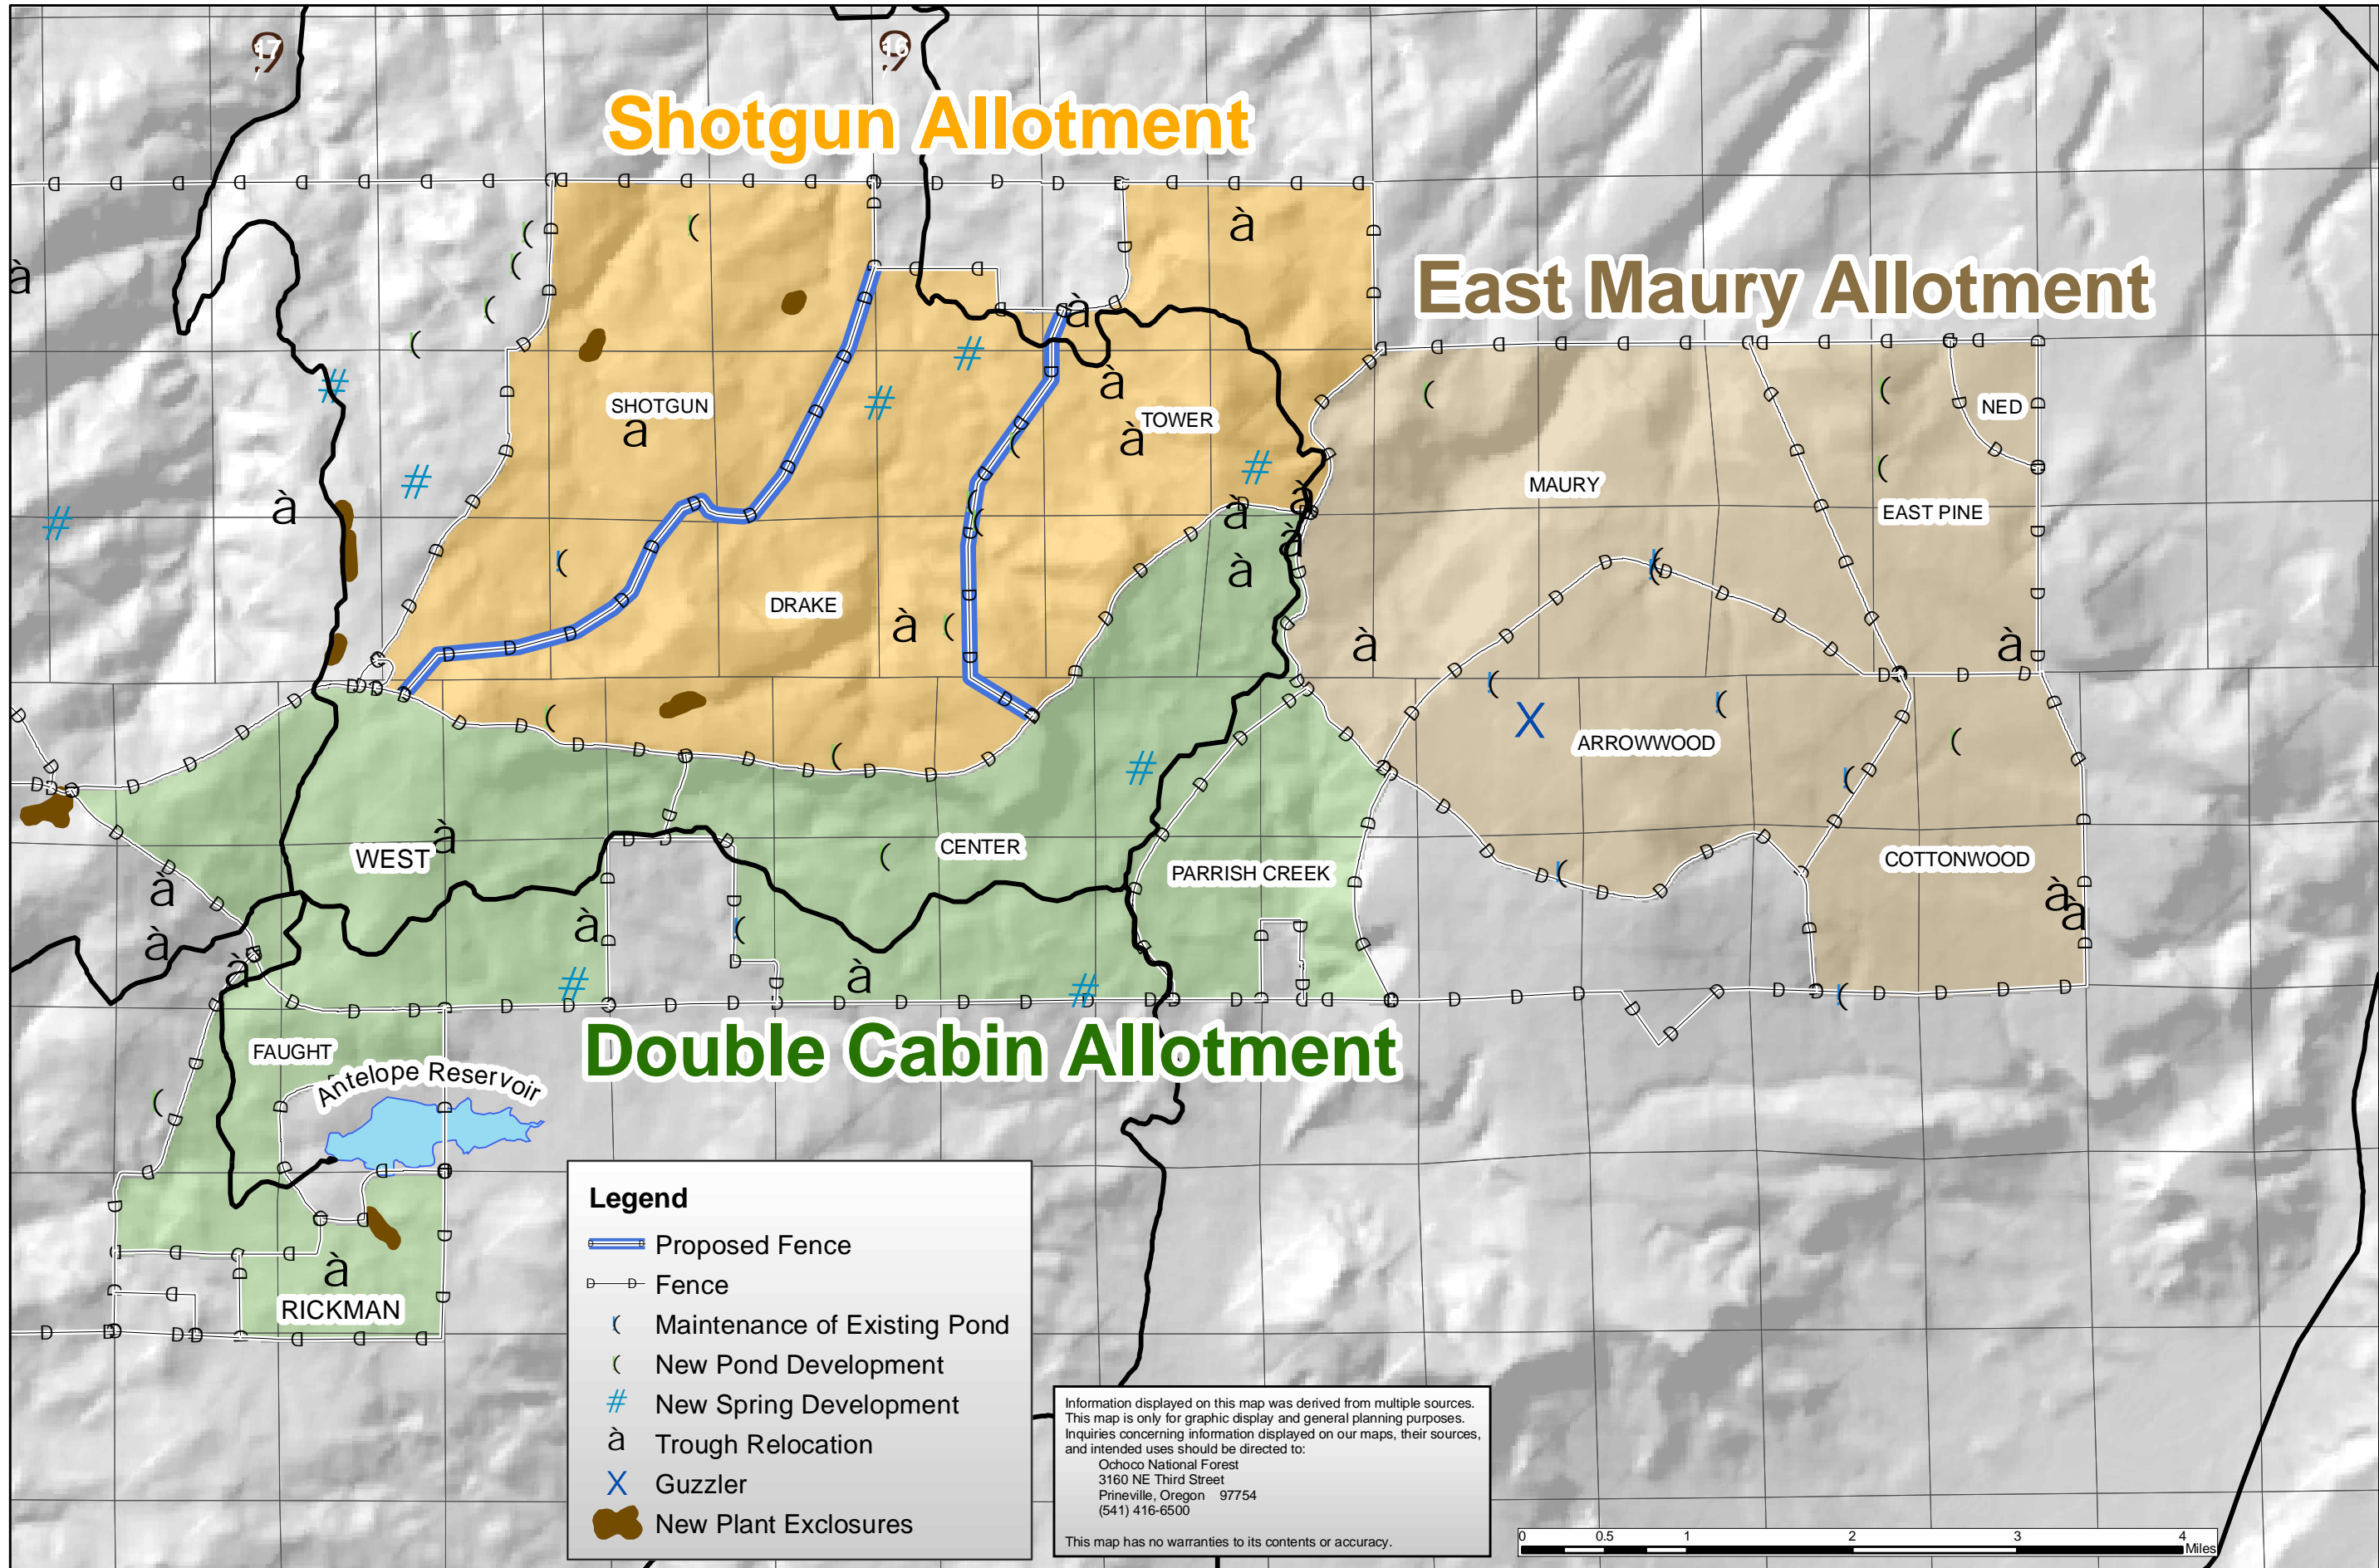 17
16
Shotgun Allotment
East Maury Allotment
SHOTGUN
NED
TOWER
MAURY
EAST PINE
DRAKE
ARROWWOOD
CENTER
WEST
COTTONWOOD
PARRISH CREEK
Double Cabin Allotment
FAUGHT
Antelope Reservoir
RICKMAN
Legend
Proposed Fence
Fence
Maintenance of Existing Pond
New Pond Development
New Spring Development
Trough Relocation
Guzzler
New Plant Exclosures
Information displayed on this map was derived from multiple sources.
This map is only for graphic display and general planning purposes.
Inquiries concerning information displayed on our maps, their sources,
and intended uses should be directed to:
Ochoco National Forest
3160 NE Third Street
Prineville, Oregon 97754
(541) 416-6500
This map has no warranties to its contents or accuracy.
0 0.5 1 2 3 4
Miles